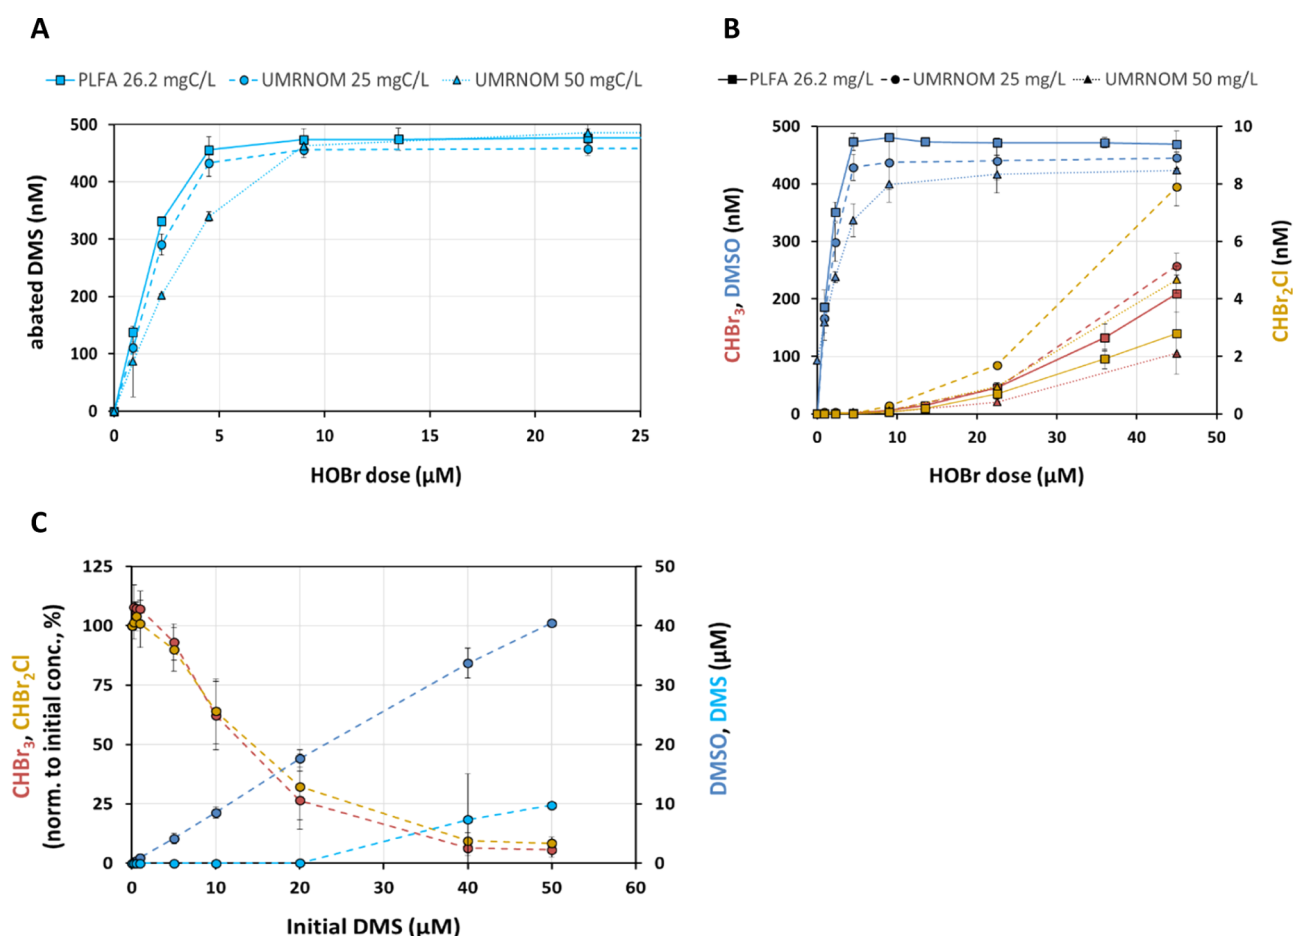 A
PLFA 26.2 mgC/L UMRNOM 25 mgC/L UMRNOM 50 mgC/L
abated DMS (nM)
500
400
300
200
100
0
0 5 10 15 20 25
HOBr dose (μM)
B
PLFA 26.2 mg/L UMRNOM 25 mg/L UMRNOM 50 mg/L
CHBr₃, DMSO (nM)
500
400
300
200
100
0
10
8
6
4
2
0
CHBr₂Cl (nM)
0 10 20 30 40 50
HOBr dose (μM)
C
CHBr₃, CHBr₂Cl
(norm. to initial conc., %)
125
100
75
50
25
0
50
40
30
20
10
0
DMSO, DMS (μM)
0 10 20 30 40 50 60
Initial DMS (μM)